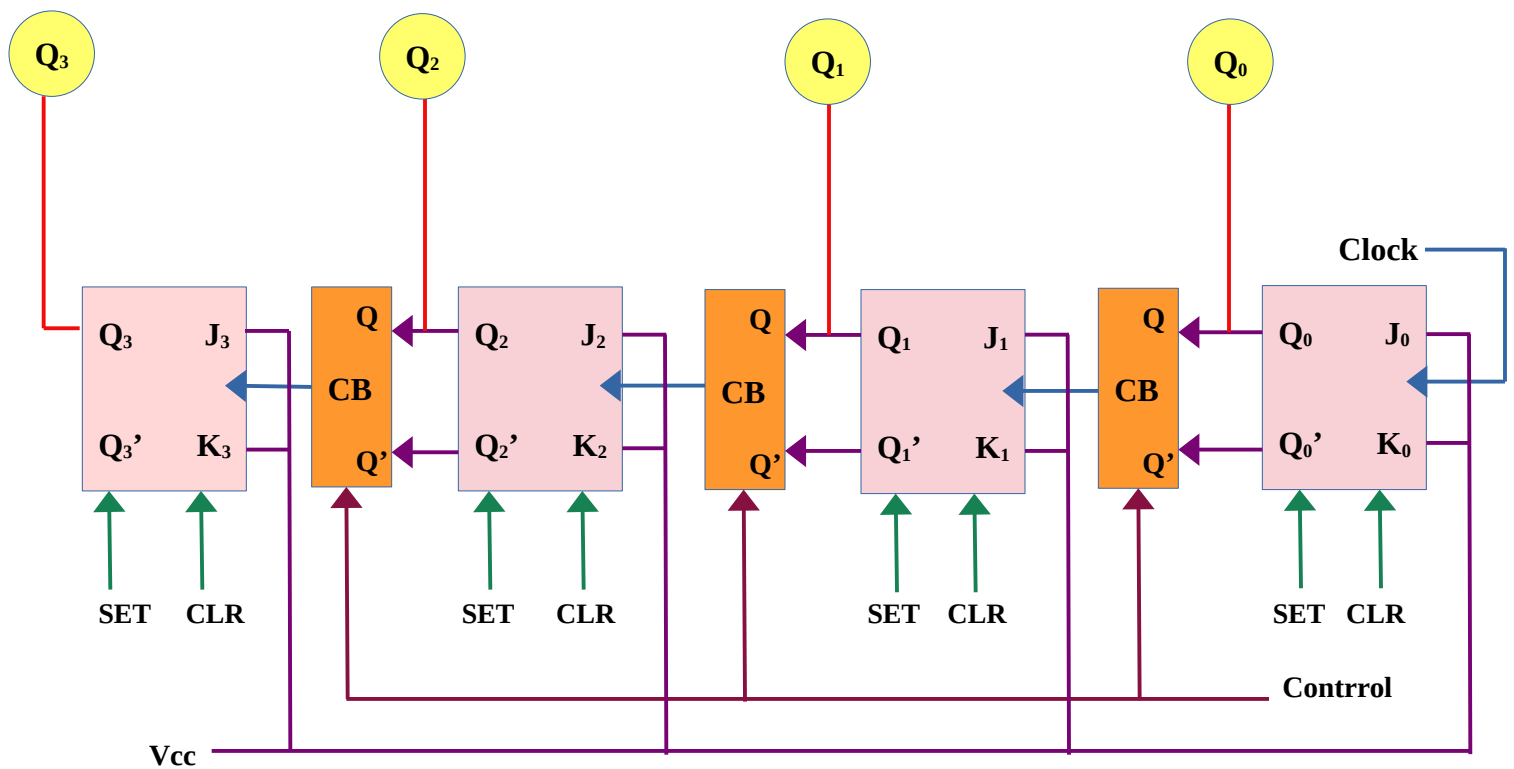 Q₃ Q₂ Q₁ Q₀
Clock
Q₃ J₃ Q Q₂ J₂ Q Q₁ J₁ Q Q₀ J₀
CB CB CB
Q₃’ K₃ Q’ Q₂’ K₂ Q’ Q₁’ K₁ Q’ Q₀’ K₀
SET CLR SET CLR SET CLR SET CLR
Contrrol
Vcc